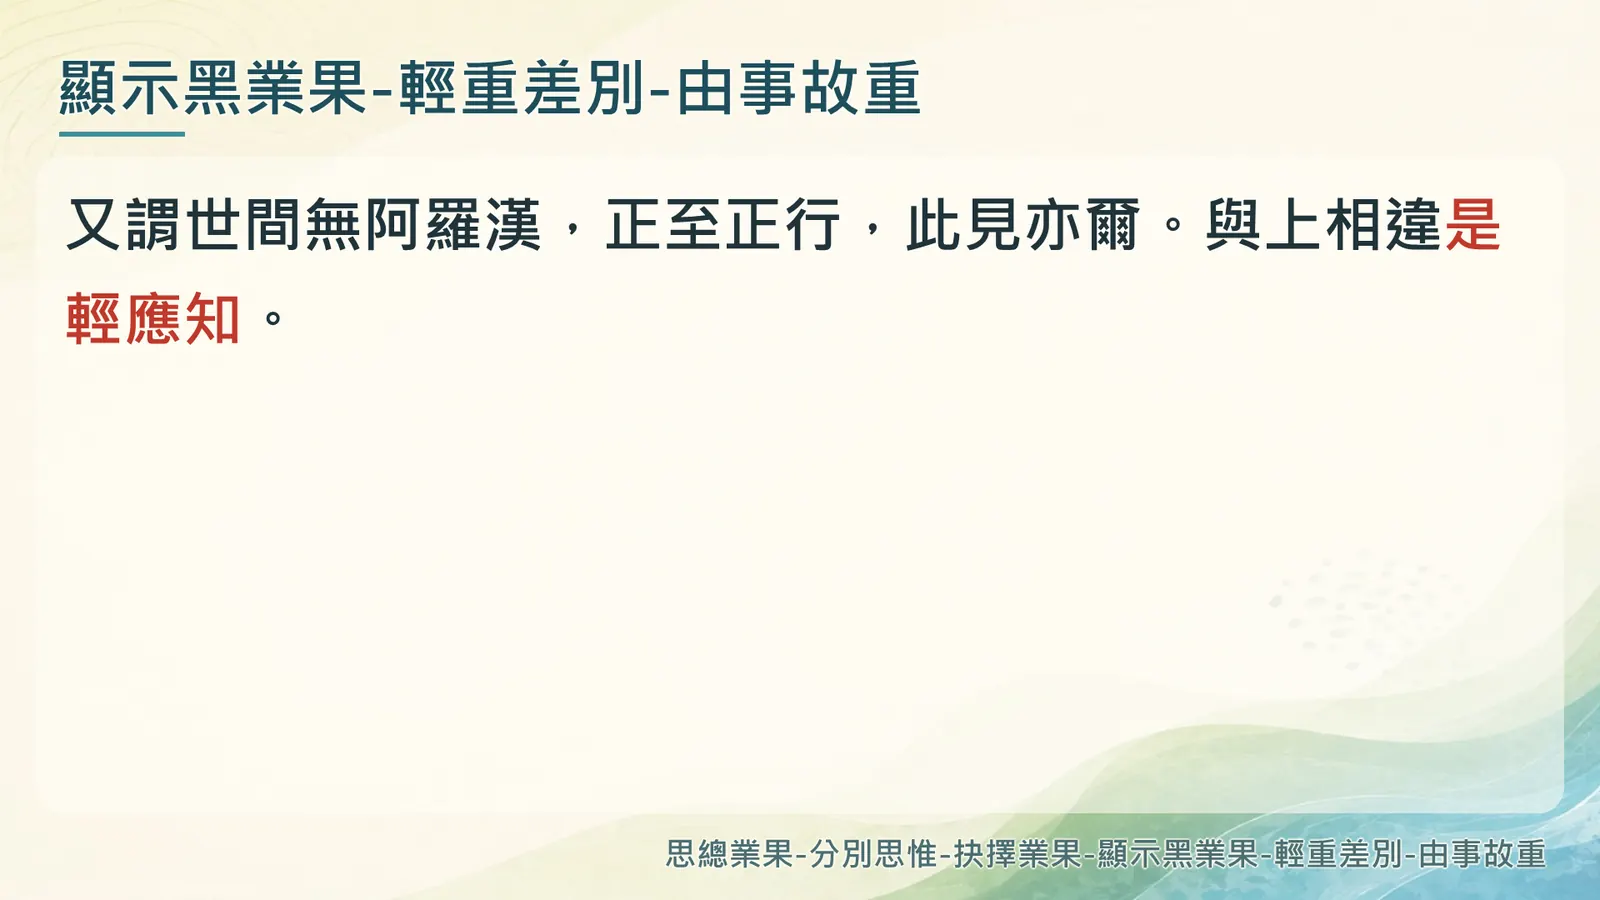 顯示黑業果-輕重差別-由事故重
又謂世間無阿羅漢，正至正行，此見亦爾。與上相違是
輕應知。
思總業果-分別思惟-抉擇業果-顯示黑業果-輕重差別-由事故重